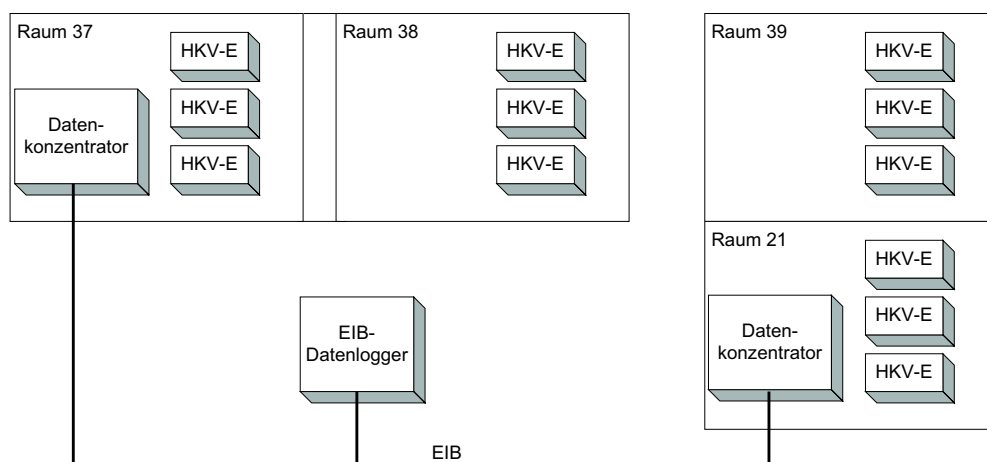 Raum 37
HKV-E
HKV-E
HKV-E
Daten-
konzentrator
Raum 38
HKV-E
HKV-E
HKV-E
Raum 39
HKV-E
HKV-E
HKV-E
EIB-
Datenlogger
EIB
Raum 21
HKV-E
HKV-E
HKV-E
Daten-
konzentrator